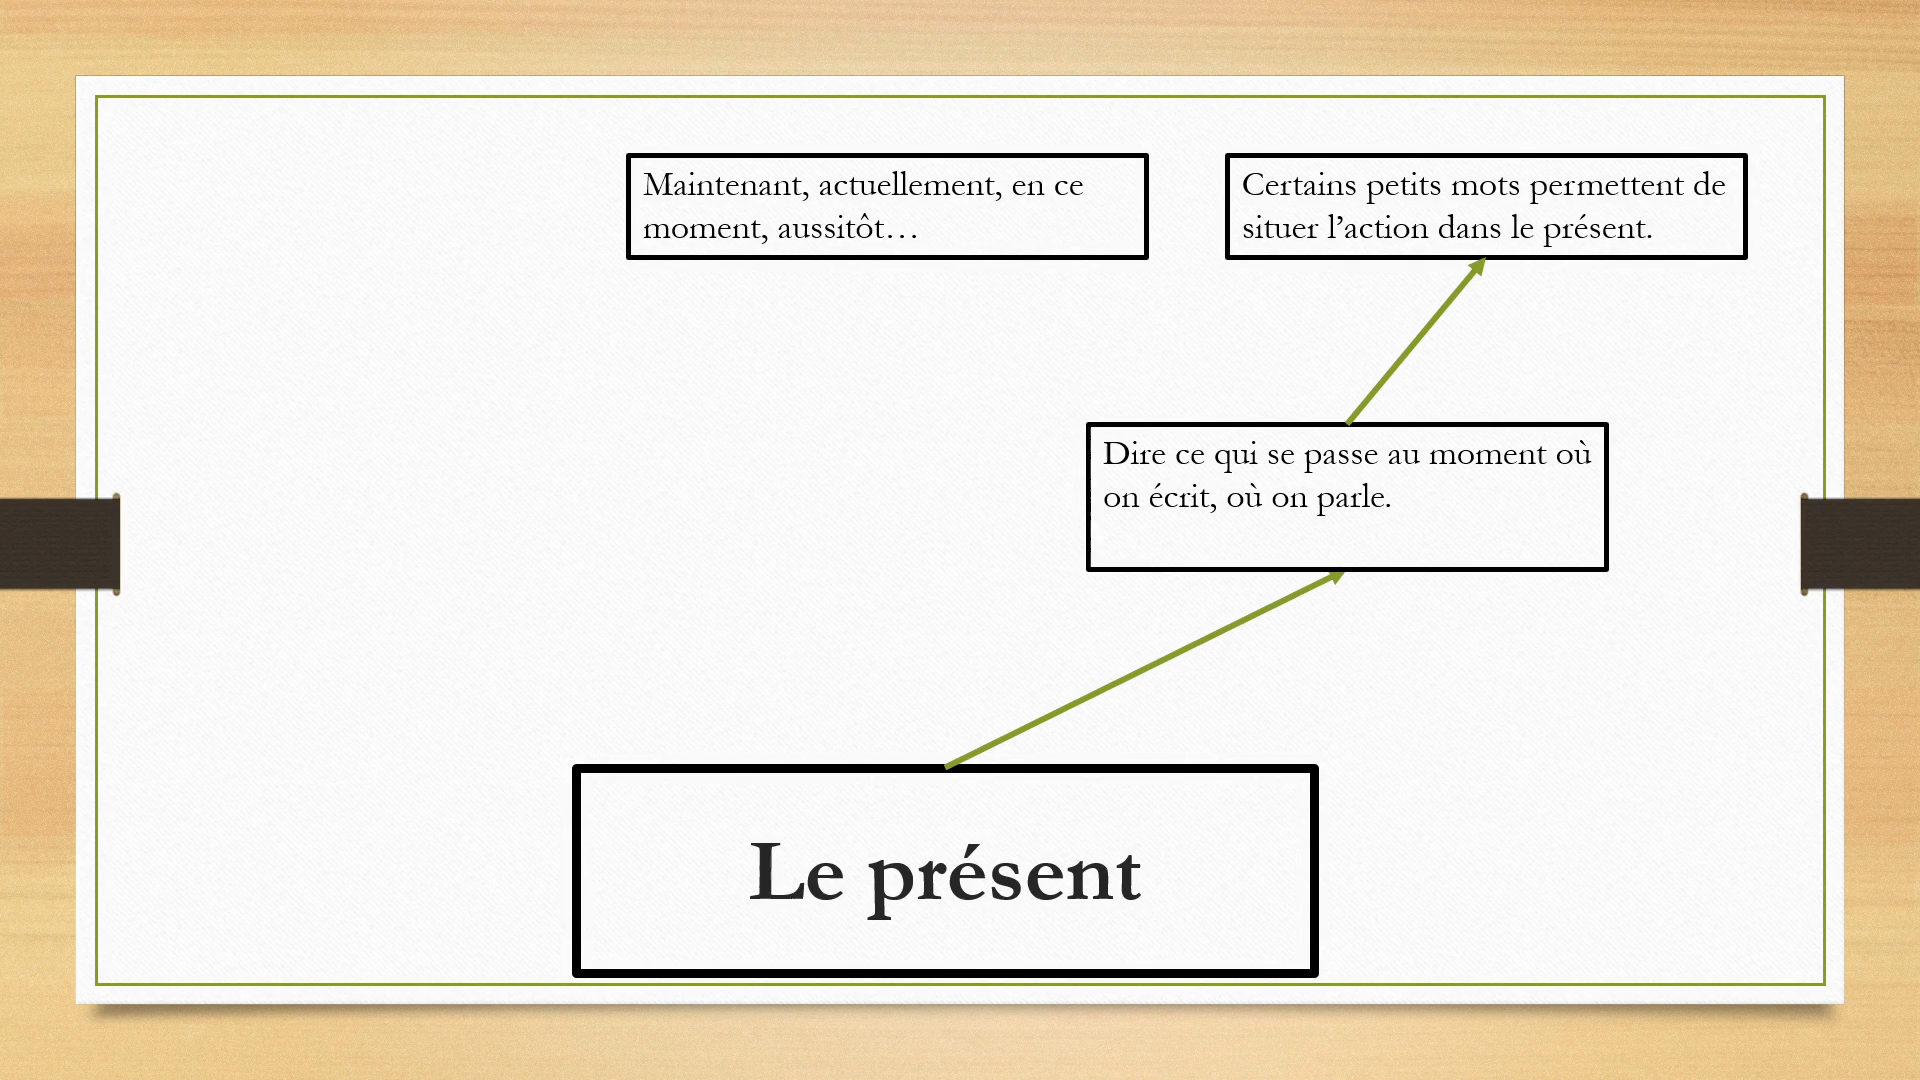 Maintenant, actuellement, en ce
moment, aussitôt…
Certains petits mots permettent de
situer l’action dans le présent.
Dire ce qui se passe au moment où
on écrit, où on parle.
Le présent